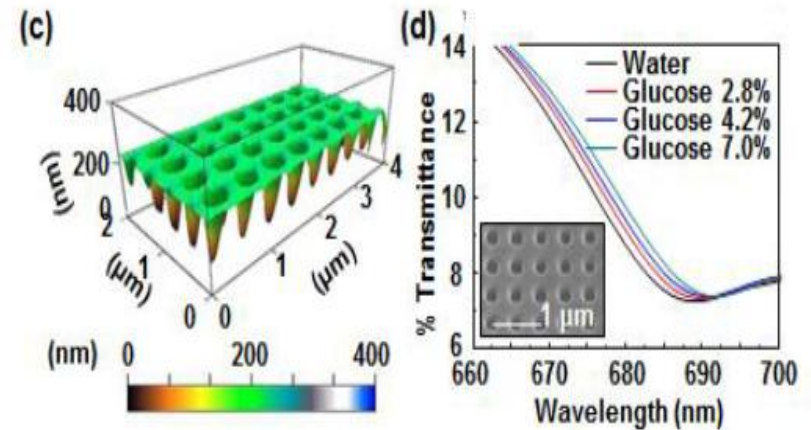 (c)
400
200
0
(nm)
2
1
0
(µm)
0
1
2
3
4
(µm)
(nm) 0 200 400
(d)
14
12
10
8
6
% Transmittance
Water
Glucose 2.8%
Glucose 4.2%
Glucose 7.0%
1 µm
660 670 680 690 700
Wavelength (nm)